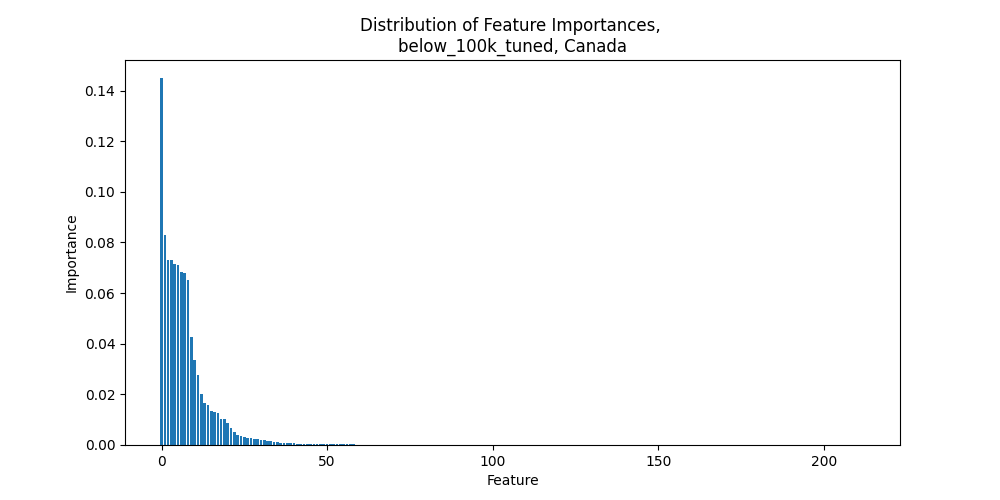 Distribution of Feature Importances,
below_100k_tuned, Canada
0.14
0.12
0.10
0.08
0.06
0.04
0.02
0.00
Importance
0 50 100 150 200
Feature